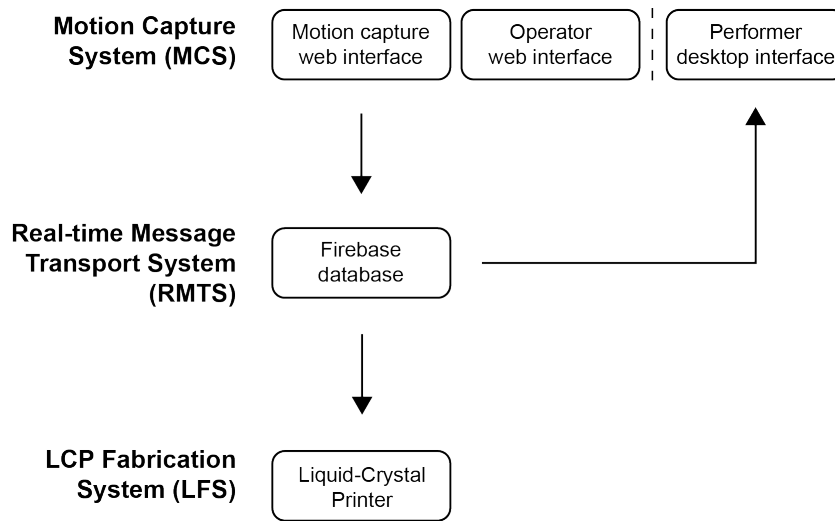 Motion Capture
System (MCS)
Motion capture
web interface
Operator
web interface
Performer
desktop interface
Real-time Message
Transport System
(RMTS)
Firebase
database
LCP Fabrication
System (LFS)
Liquid-Crystal
Printer